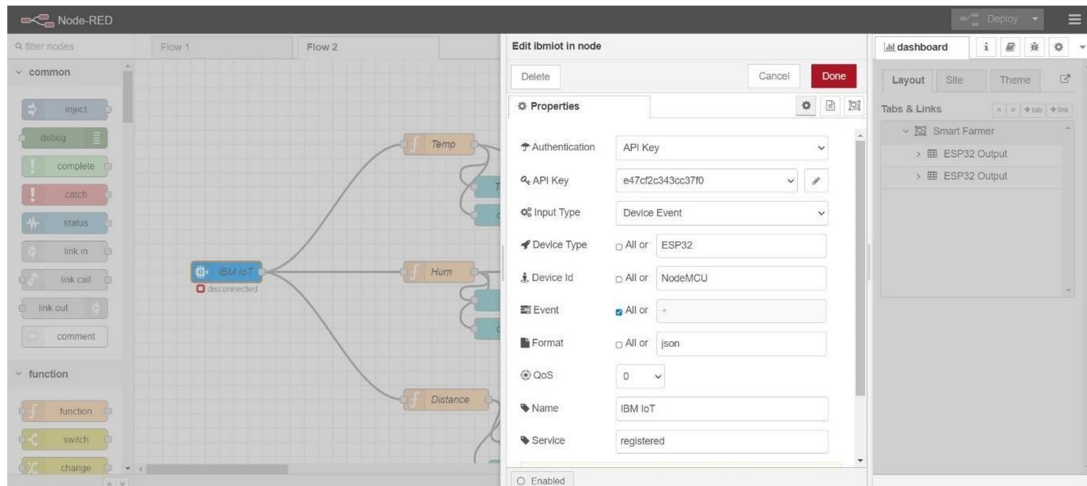 Node-RED
Deploy
filter nodes
Flow 1
Flow 2
Edit ibmiot in node
dashboard
i
Delete
Cancel
Done
Layout
Site
Theme
common
Properties
Tabs & Links
+tab
+link
inject
Authentication
API Key
Smart Farmer
debug
Temp
ESP32 Output
complete
API Key
e47cf2c343cc37f0
ESP32 Output
catch
Input Type
Device Event
status
Device Type
All or
ESP32
link in
IBM IoT
Hum
link call
disconnected
Device Id
All or
NodeMCU
link out
Event
All or
+
comment
Format
All or
json
function
QoS
0
function
Distance
Name
IBM IoT
switch
Service
registered
change
Enabled